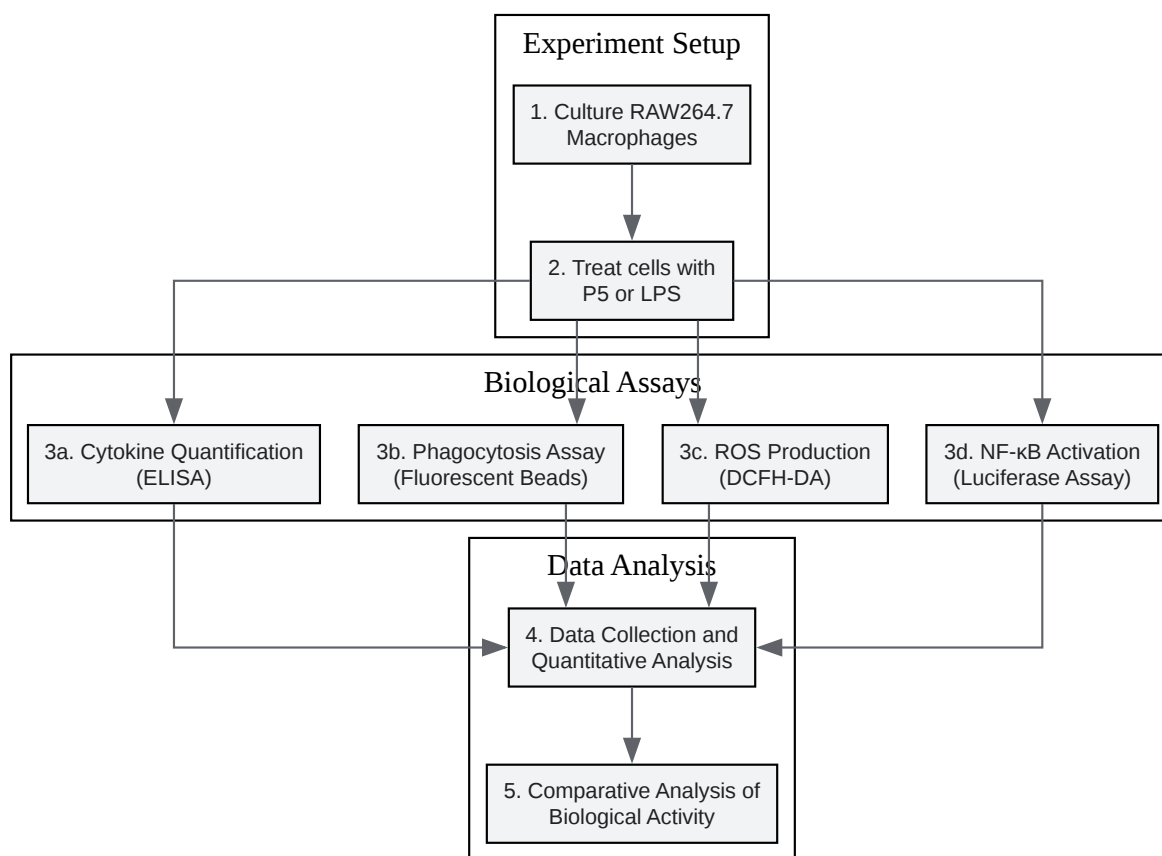 Experiment Setup
1. Culture RAW264.7
Macrophages
2. Treat cells with
P5 or LPS
Biological Assays
3a. Cytokine Quantification
(ELISA)
3b. Phagocytosis Assay
(Fluorescent Beads)
3c. ROS Production
(DCFH-DA)
3d. NF-κB Activation
(Luciferase Assay)
Data Analysis
4. Data Collection and
Quantitative Analysis
5. Comparative Analysis of
Biological Activity